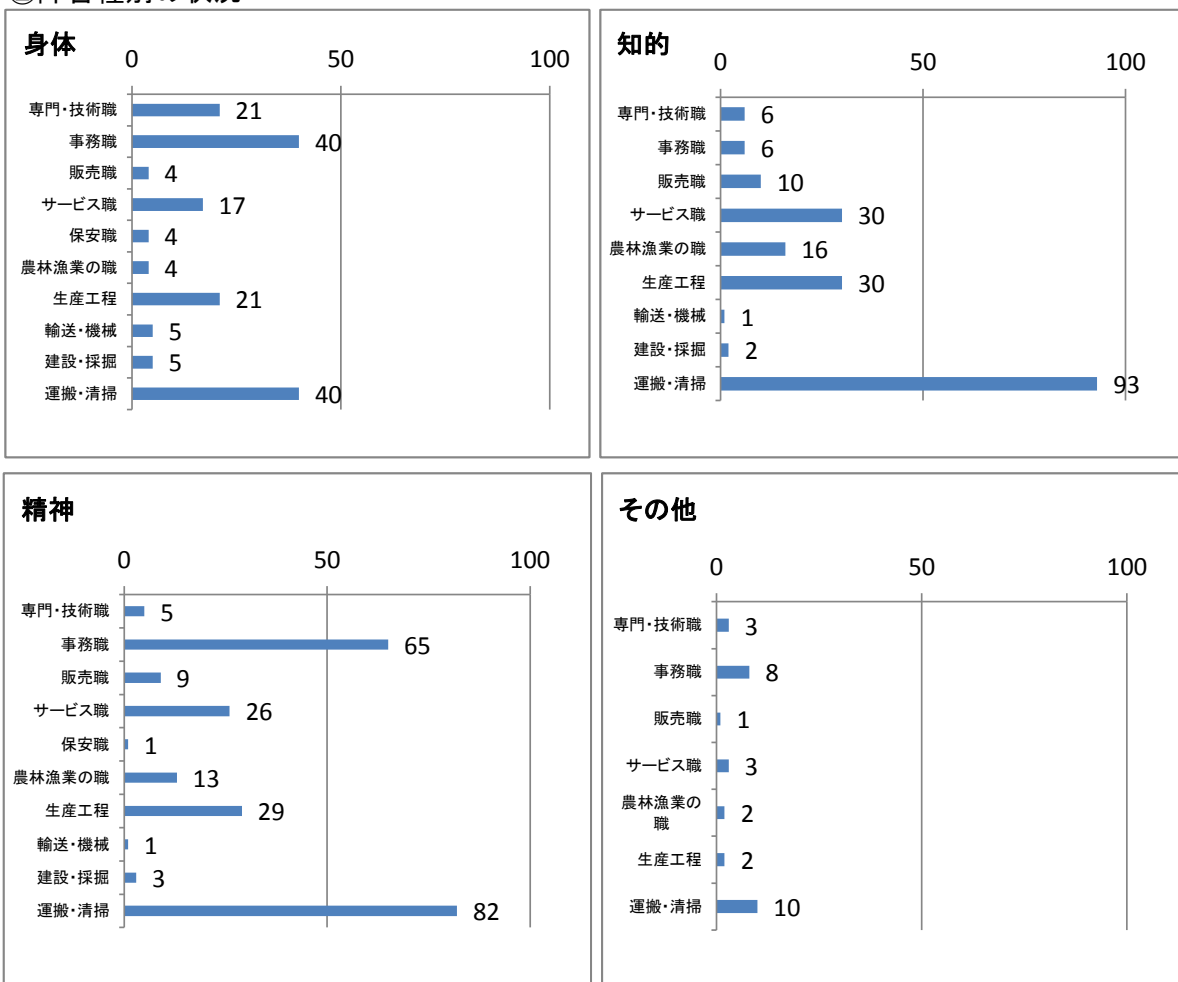 身体
0 50 100
専門・技術職 21
事務職 40
販売職 4
サービス職 17
保安職 4
農林漁業の職 4
生産工程 21
輸送・機械 5
建設・採掘 5
運搬・清掃 40
知的
0 50 100
専門・技術職 6
事務職 6
販売職 10
サービス職 30
農林漁業の職 16
生産工程 30
輸送・機械 1
建設・採掘 2
運搬・清掃 93
精神
0 50 100
専門・技術職 5
事務職 65
販売職 9
サービス職 26
保安職 1
農林漁業の職 13
生産工程 29
輸送・機械 1
建設・採掘 3
運搬・清掃 82
その他
0 50 100
専門・技術職 3
事務職 8
販売職 1
サービス職 3
農林漁業の
職 2
生産工程 2
運搬・清掃 10